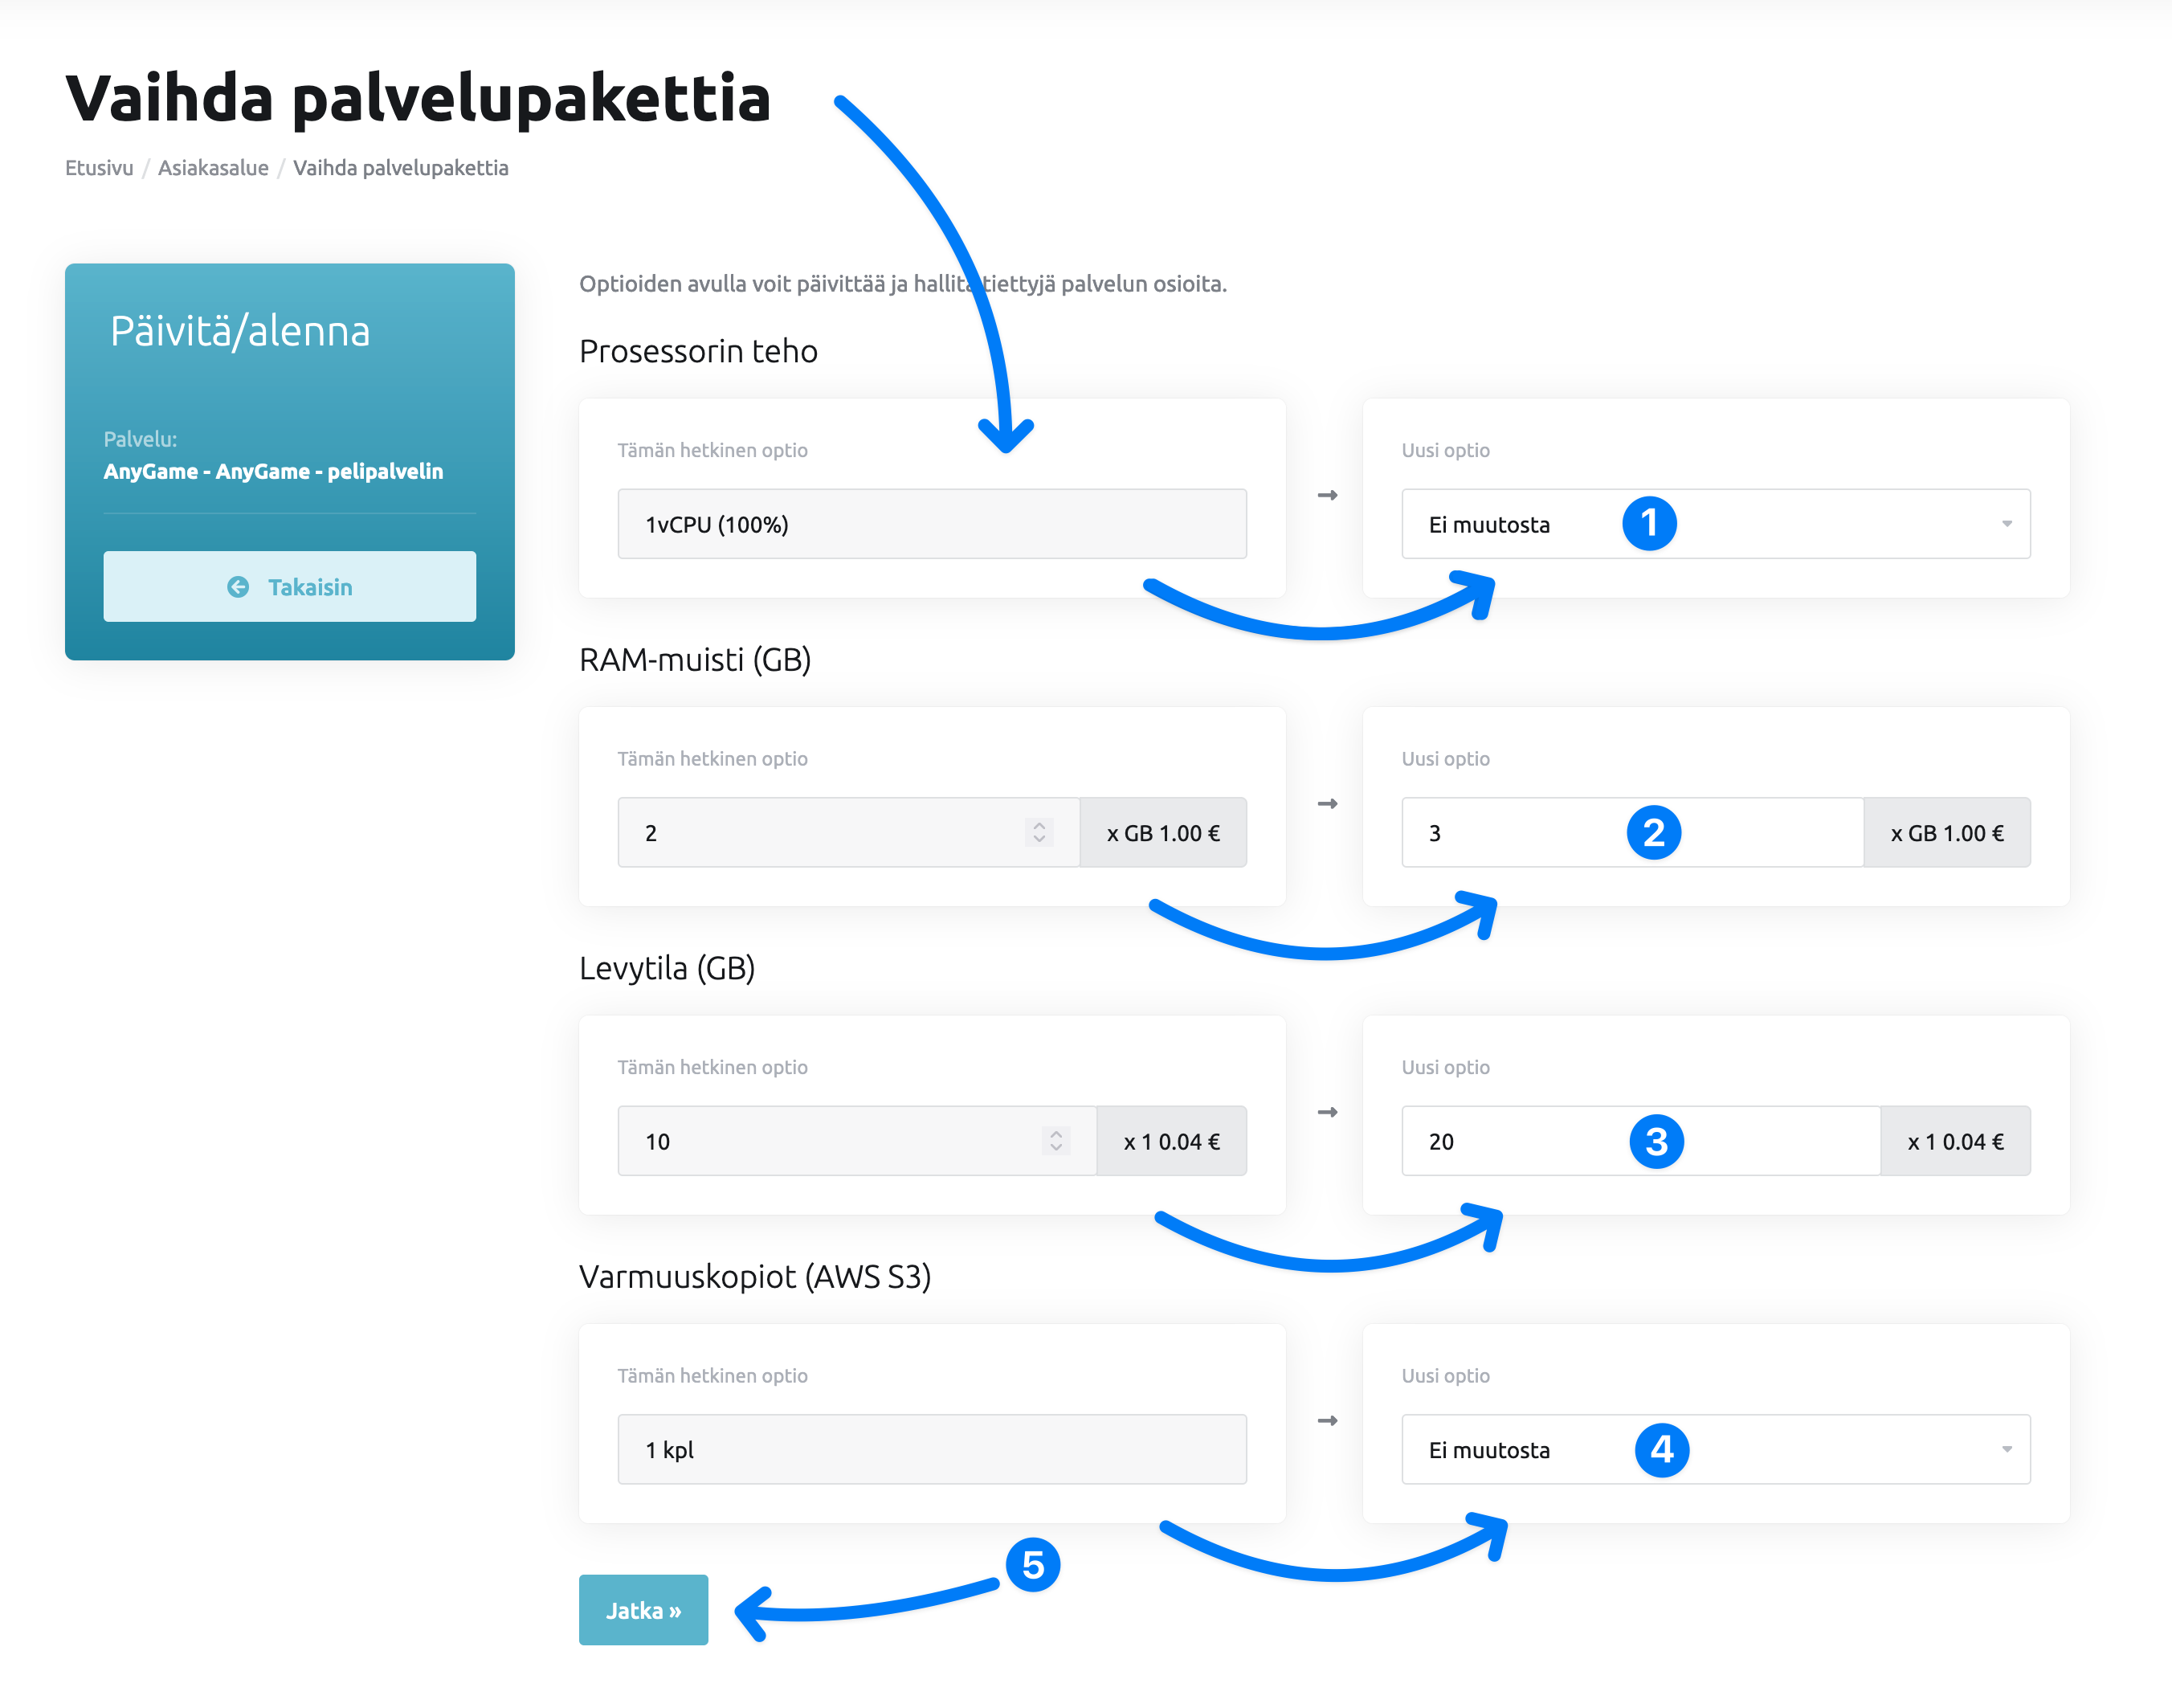 Vaihda palvelupakettia
Etusivu / Asiakasalue / Vaihda palvelupakettia
Päivitä/alenna
Palvelu:
AnyGame - AnyGame - pelipalvelin
Takaisin
Optioiden avulla voit päivittää ja hallita tiettyjä palvelun osioita.
Prosessorin teho
Tämän hetkinen optio
1vCPU (100%)
Uusi optio
Ei muutosta
1
RAM-muisti (GB)
Tämän hetkinen optio
2
x GB 1.00 €
Uusi optio
3
2
x GB 1.00 €
Levytila (GB)
Tämän hetkinen optio
10
x 1 0.04 €
Uusi optio
20
3
x 1 0.04 €
Varmuuskopiot (AWS S3)
Tämän hetkinen optio
1 kpl
Uusi optio
Ei muutosta
4
5
Jatka »